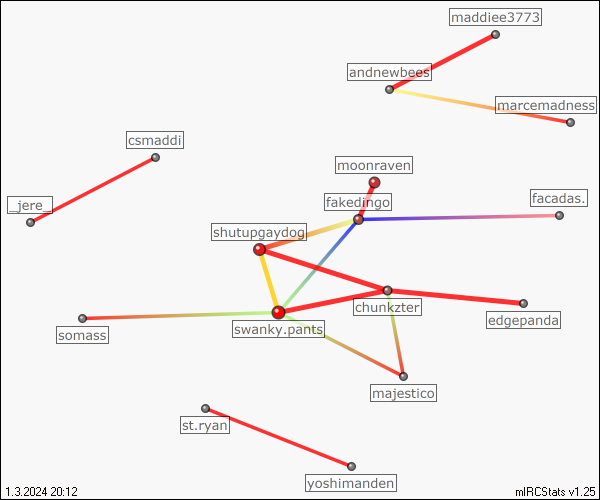 maddiee3773
andnewbees
marcemadness
csmaddi
moonraven
_jere_
fakedingo
facadas.
shutupgaydog
chunkzter
edgepanda
swanky.pants
somass
majestico
st.ryan
yoshimanden
1.3.2024 20:12
mIRCStats v1.25